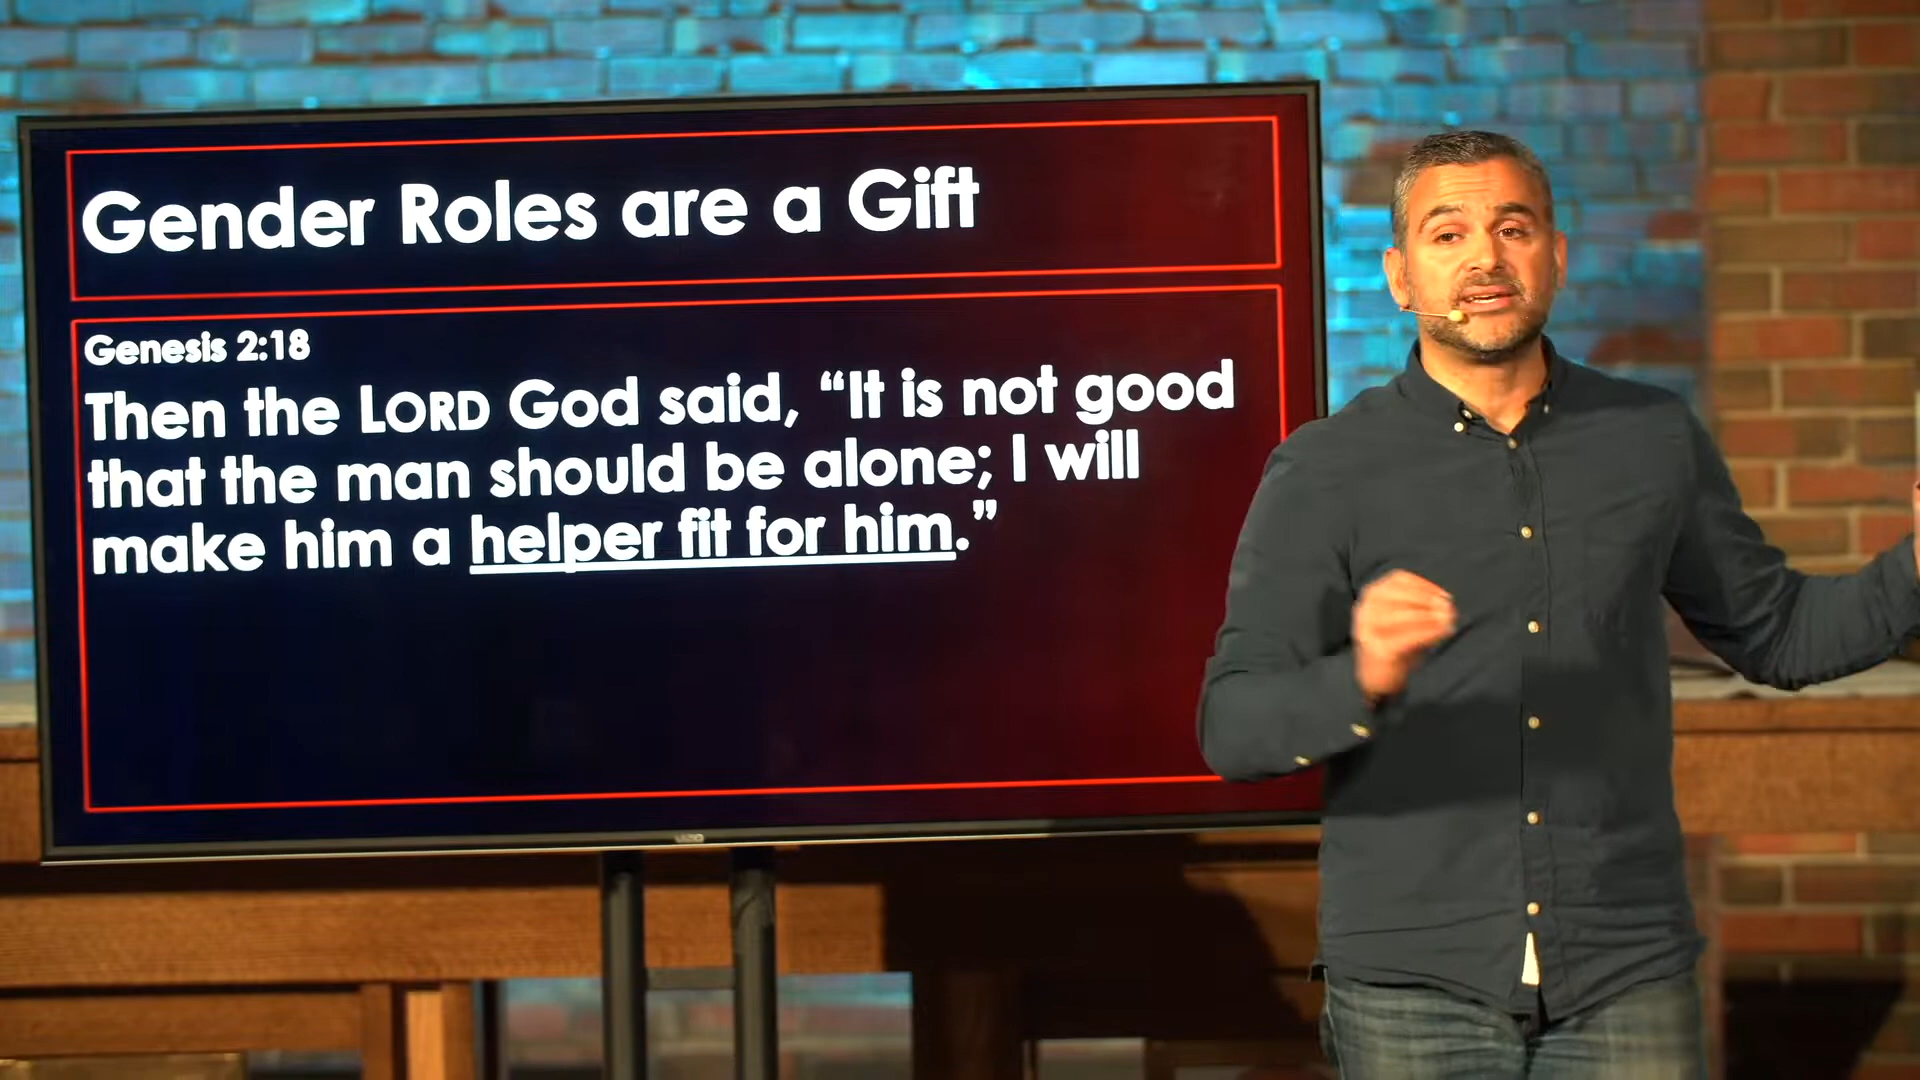 Gender Roles are a Gift
Genesis 2:18
Then the LORD God said, “It is not good
that the man should be alone; I will
make him a helper fit for him.”
VIZIO